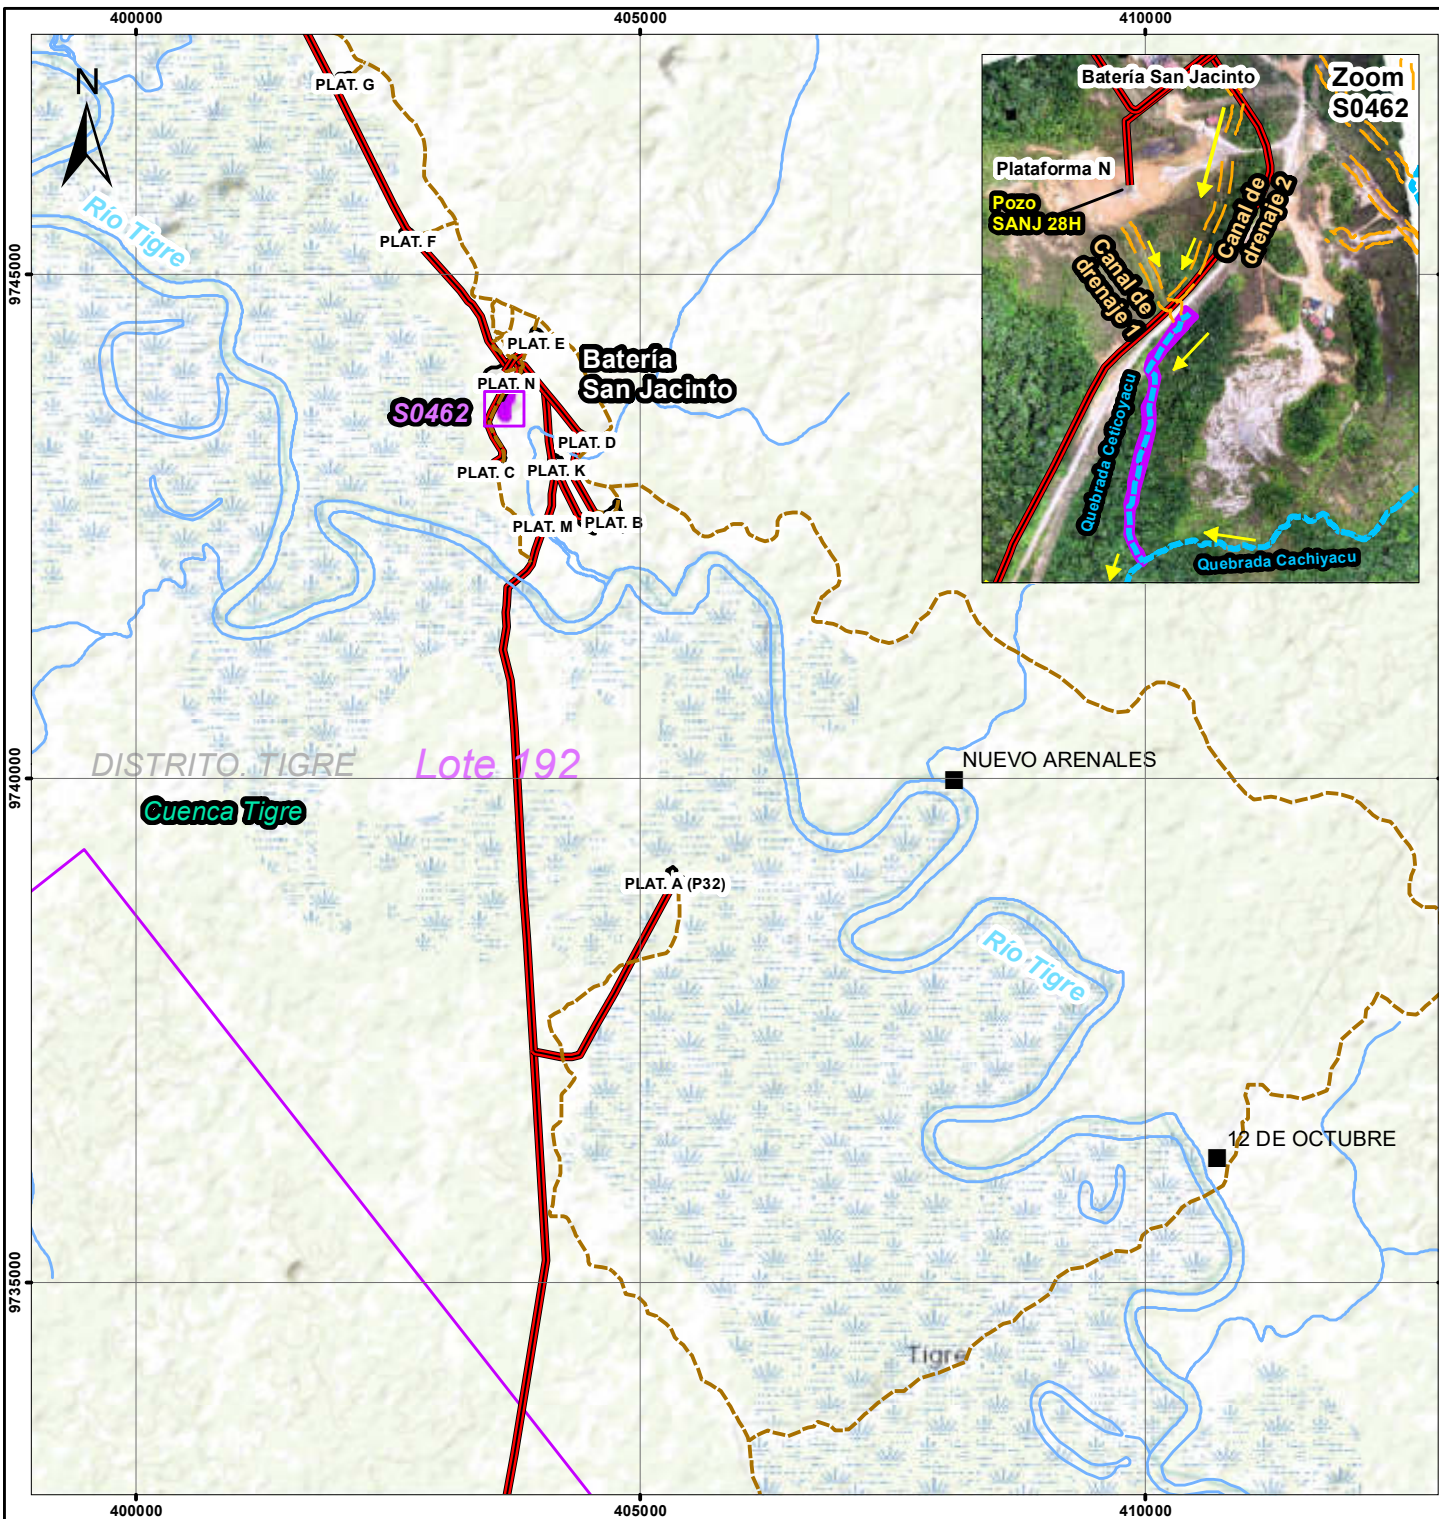 400000
405000
410000
N
PLAT. G
Río Tigre
PLAT. F
9745000
PLAT. E
Batería
San Jacinto
PLAT. N
S0462
PLAT. D
PLAT. C
PLAT. K
PLAT. M
PLAT. B
Batería San Jacinto
Zoom
S0462
Plataforma N
Pozo
SANJ 28H
Canal de
drenaje 2
Canal de
drenaje 1
Quebrada Ceticoyacu
Quebrada Cachiyacu
9740000
DISTRITO. TIGRE
Lote 192
NUEVO ARENALES
Cuenca Tigre
PLAT. A (P32)
Río Tigre
12 DE OCTUBRE
9735000
Tigre
400000
405000
410000